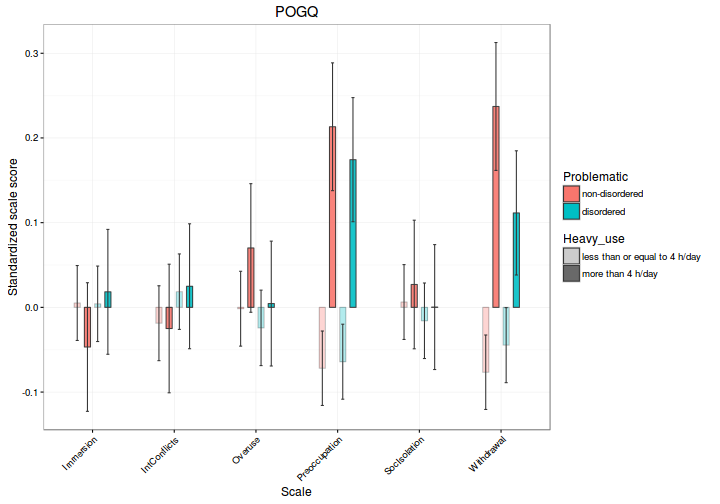 POGQ
Standardized scale score
0.3
0.2
0.1
0.0
-0.1
Immersion
IntConflicts
Overuse
Preoccupation
SocIsolation
Withdrawal
Scale
Problematic
non-disordered
disordered
Heavy_use
less than or equal to 4 h/day
more than 4 h/day